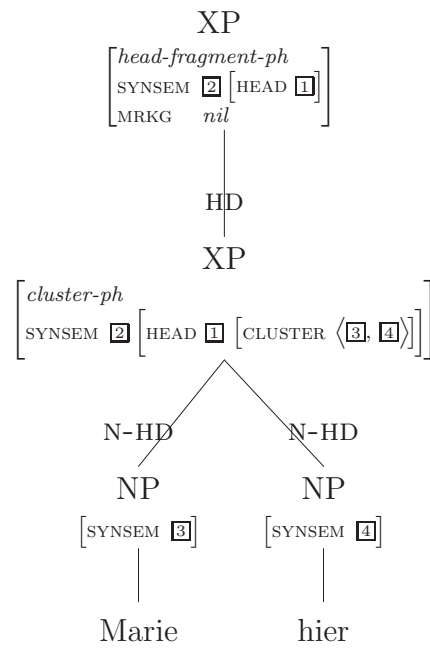 XP
head-fragment-ph
SYNSEM 2 [HEAD 1]
MRKG nil
HD
XP
cluster-ph
SYNSEM 2 [HEAD 1 [CLUSTER ⟨3, 4⟩]]
N-HD N-HD
NP NP
[SYNSEM 3] [SYNSEM 4]
Marie hier